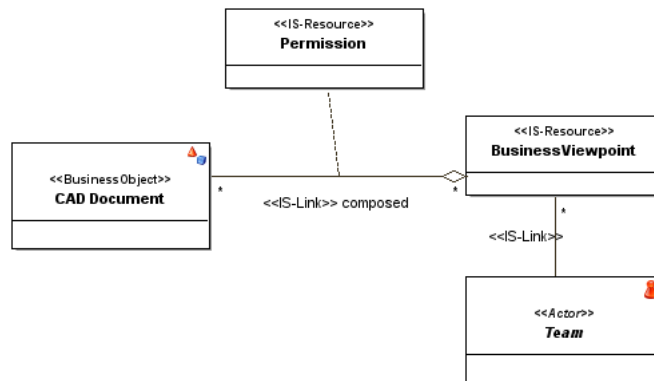 <<IS-Resource>>
Permission
<<BusinessObject>>
CAD Document
*
<<IS-Link>> composed
*
<<IS-Resource>>
BusinessViewpoint
*
<<IS-Link>>
<<Actor>>
Team